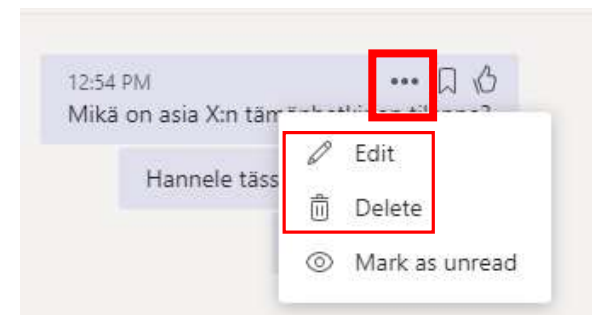 12:54 PM
Mikä on asia X:n
Edit
Hannele
Delete
Mark as unread